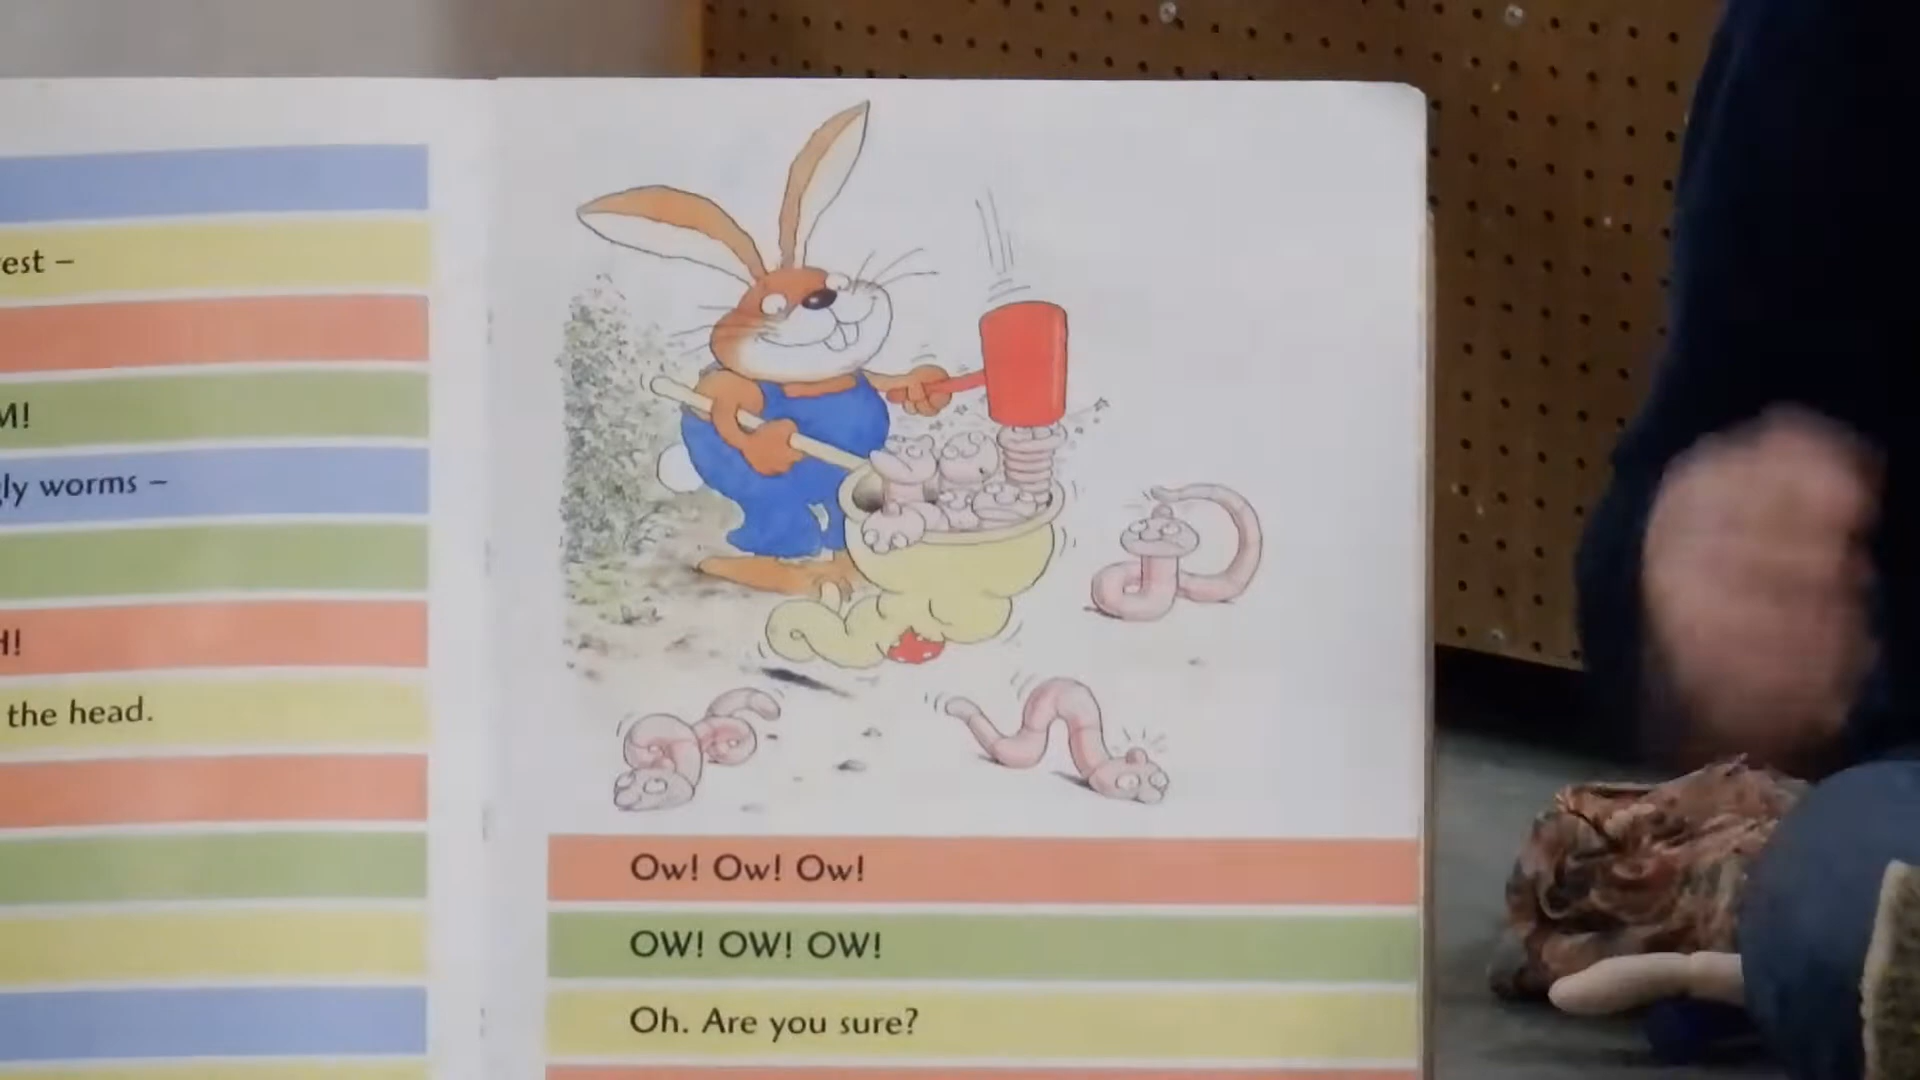 est –
M!
ly worms –
H!
the head.
Ow! Ow! Ow!
OW! OW! OW!
Oh. Are you sure?